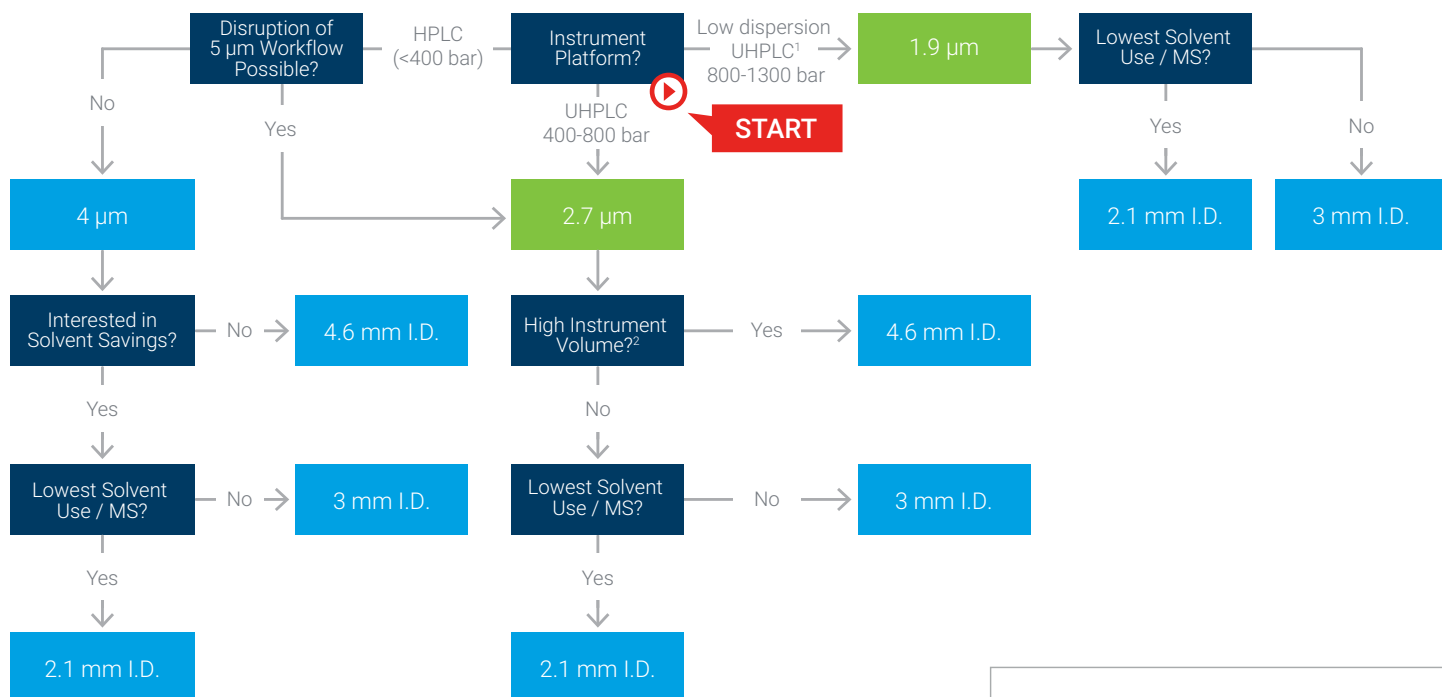 Disruption of
5 µm Workflow
Possible?
HPLC
(<400 bar)
Instrument
Platform?
Low dispersion
UHPLC¹
800-1300 bar
1.9 µm
Lowest Solvent
Use / MS?
No
Yes
UHPLC
400-800 bar
START
Yes
No
4 µm
2.7 µm
2.1 mm I.D.
3 mm I.D.
Interested in
Solvent Savings?
No
4.6 mm I.D.
High Instrument
Volume?²
Yes
4.6 mm I.D.
Yes
No
Lowest Solvent
Use / MS?
No
3 mm I.D.
Lowest Solvent
Use / MS?
No
3 mm I.D.
Yes
Yes
2.1 mm I.D.
2.1 mm I.D.